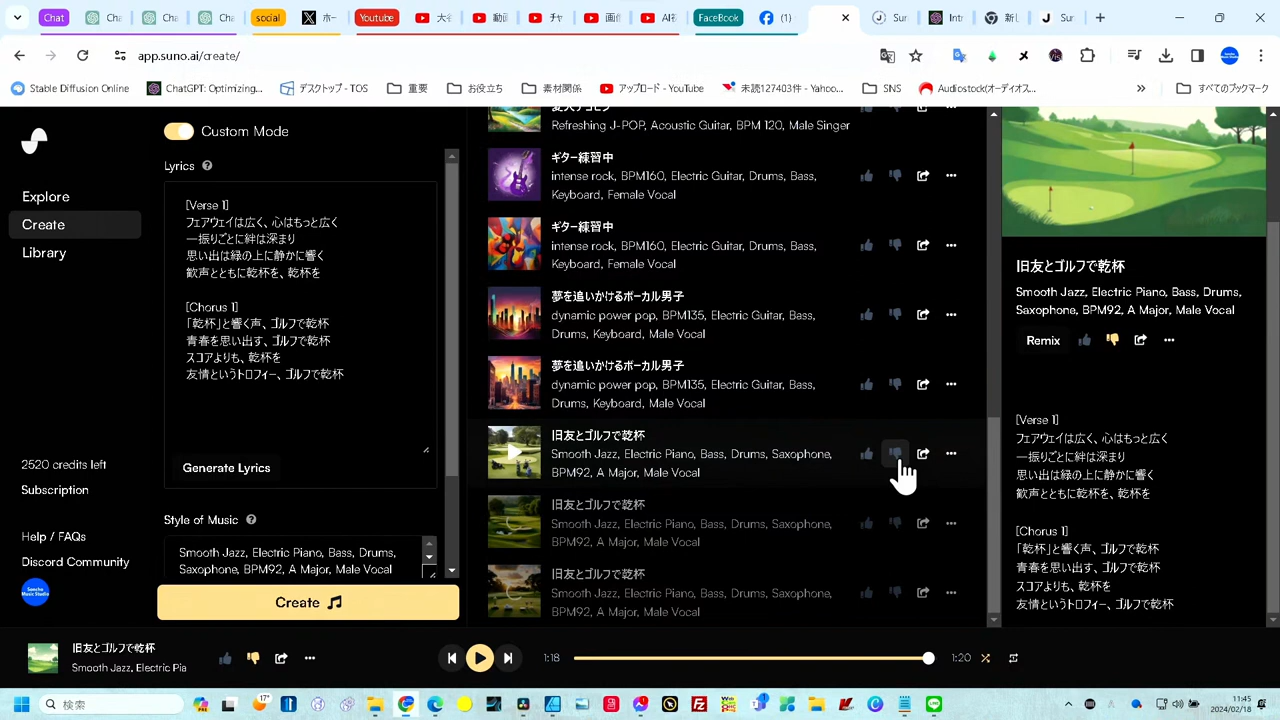 Chat
Cha
Cha
Cha
social
ポー
Youtube
大谷
動画
チャ
画像
AI初
FaceBook
(1)
Sur
Intr
新し
Sur
app.suno.ai/create/
Stable Diffusion Online
ChatGPT: Optimizing...
デスクトップ - TOS
重要
お役立ち
素材関係
アップロード - YouTube
未読127403件 - Yahoo...
SNS
Audiostock(オーディオス...
»
すべてのブックマーク
Explore
Create
Library
2520 credits left
Subscription
Help / FAQs
Discord Community
Custom Mode
Lyrics
[Verse 1]
フェアウェイは広く、心はもっと広く
一振りごとに絆は深まり
思い出は緑の上に静かに響く
歓声とともに乾杯を、乾杯を
[Chorus 1]
「乾杯」と響く声、ゴルフで乾杯
青春を思い出す、ゴルフで乾杯
スコアよりも、乾杯を
友情というトロフィー、ゴルフで乾杯
Generate Lyrics
Style of Music
Smooth Jazz, Electric Piano, Bass, Drums,
Saxophone, BPM92, A Major, Male Vocal
Create
Refreshing J-POP, Acoustic Guitar, BPM 120, Male Singer
ギター練習中
intense rock, BPM160, Electric Guitar, Drums, Bass,
Keyboard, Female Vocal
ギター練習中
intense rock, BPM160, Electric Guitar, Drums, Bass,
Keyboard, Female Vocal
夢を追いかけるボーカル男子
dynamic power pop, BPM135, Electric Guitar, Bass,
Drums, Keyboard, Male Vocal
夢を追いかけるボーカル男子
dynamic power pop, BPM135, Electric Guitar, Bass,
Drums, Keyboard, Male Vocal
旧友とゴルフで乾杯
Smooth Jazz, Electric Piano, Bass, Drums, Saxophone,
BPM92, A Major, Male Vocal
旧友とゴルフで乾杯
Smooth Jazz, Electric Piano, Bass, Drums, Saxophone,
BPM92, A Major, Male Vocal
旧友とゴルフで乾杯
Smooth Jazz, Electric Piano, Bass, Drums, Saxophone,
BPM92, A Major, Male Vocal
旧友とゴルフで乾杯
Smooth Jazz, Electric Piano, Bass, Drums,
Saxophone, BPM92, A Major, Male Vocal
Remix
[Verse 1]
フェアウェイは広く、心はもっと広く
一振りごとに絆は深まり
思い出は緑の上に静かに響く
歓声とともに乾杯を、乾杯を
[Chorus 1]
「乾杯」と響く声、ゴルフで乾杯
青春を思い出す、ゴルフで乾杯
スコアよりも、乾杯を
友情というトロフィー、ゴルフで乾杯
旧友とゴルフで乾杯
Smooth Jazz, Electric Pia
1:18
1:20
検索
17°
11:45
2024/02/18